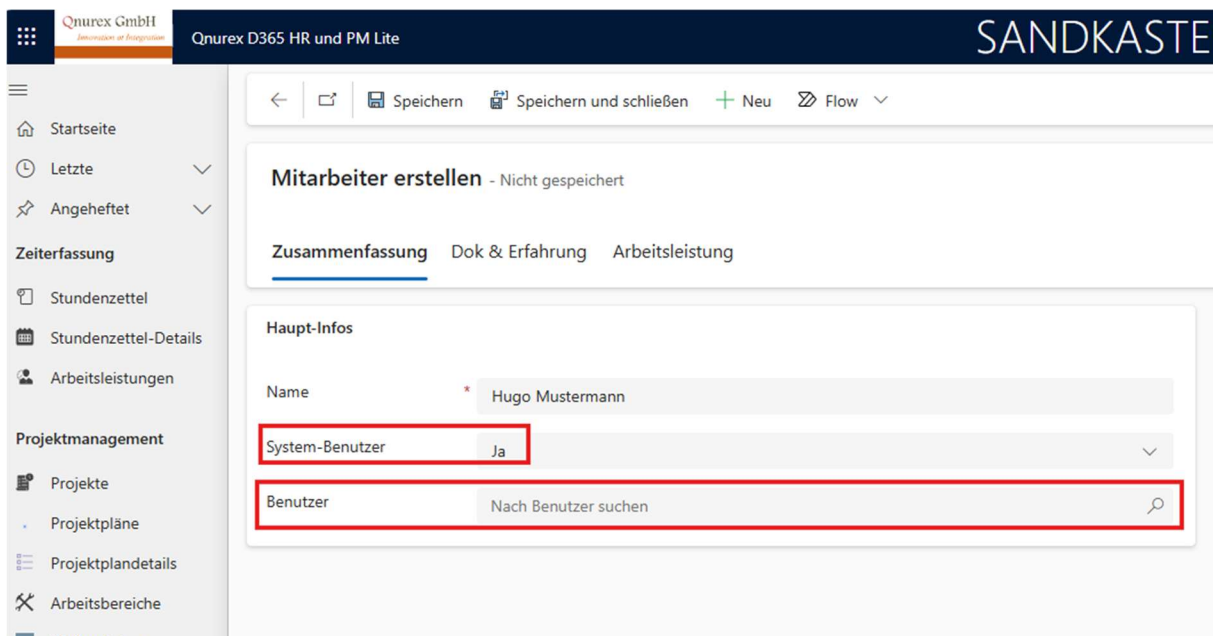 Qnurex GmbH
Innovation at Integration
Qnurex D365 HR und PM Lite
SANDKASTE
Speichern
Speichern und schließen
Neu
Flow
Startseite
Letzte
Angeheftet
Zeiterfassung
Stundenzettel
Stundenzettel-Details
Arbeitsleistungen
Projektmanagement
Projekte
Projektpläne
Projektplandetails
Arbeitsbereiche
Mitarbeiter erstellen - Nicht gespeichert
Zusammenfassung Dok & Erfahrung Arbeitsleistung
Haupt-Infos
Name * Hugo Mustermann
System-Benutzer Ja
Benutzer Nach Benutzer suchen